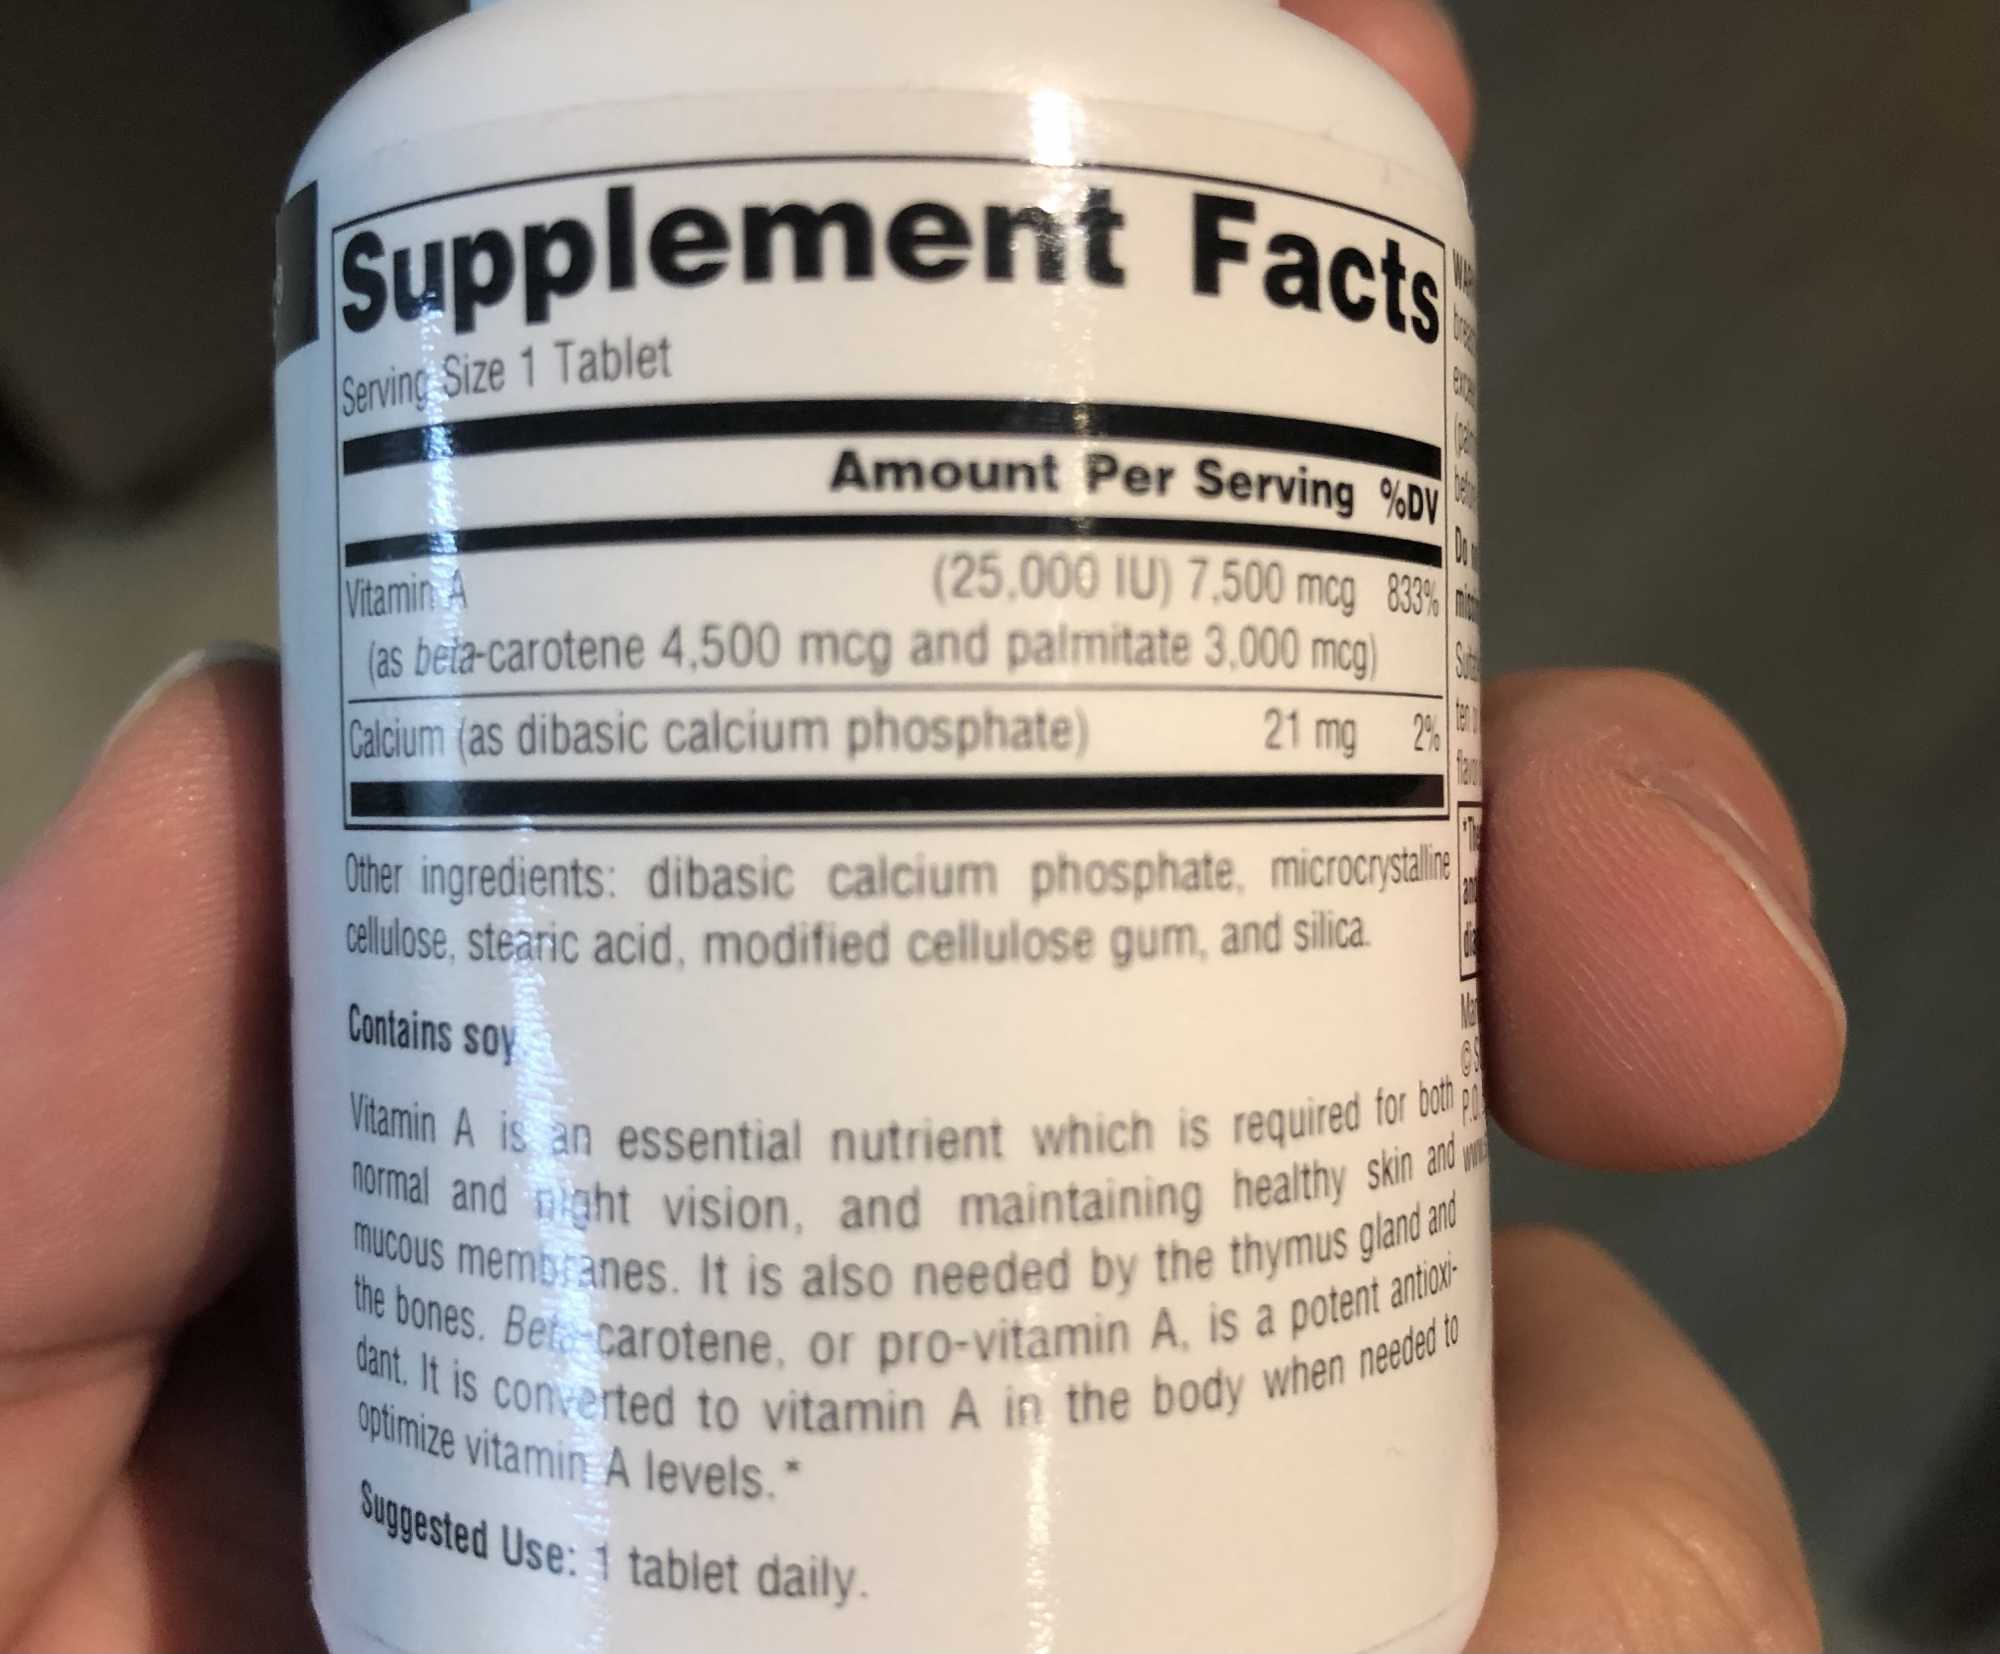 Supplement Facts
Serving Size 1 Tablet
Amount Per Serving %DV
Vitamin A (25,000 IU) 7,500 mcg 833%
(as beta-carotene 4,500 mcg and palmitate 3,000 mcg)
Calcium (as dibasic calcium phosphate) 21 mg 2%
Other ingredients: dibasic calcium phosphate, microcrystalline
cellulose, stearic acid, modified cellulose gum, and silica.
Contains soy.
Vitamin A is an essential nutrient which is required for both
normal and night vision, and maintaining healthy skin and
mucous membranes. It is also needed by the thymus gland and
the bones. Beta-carotene, or pro-vitamin A, is a potent antioxi-
dant. It is converted to vitamin A in the body when needed to
optimize vitamin A levels.*
Suggested Use: 1 tablet daily.
Do
©
P.O.